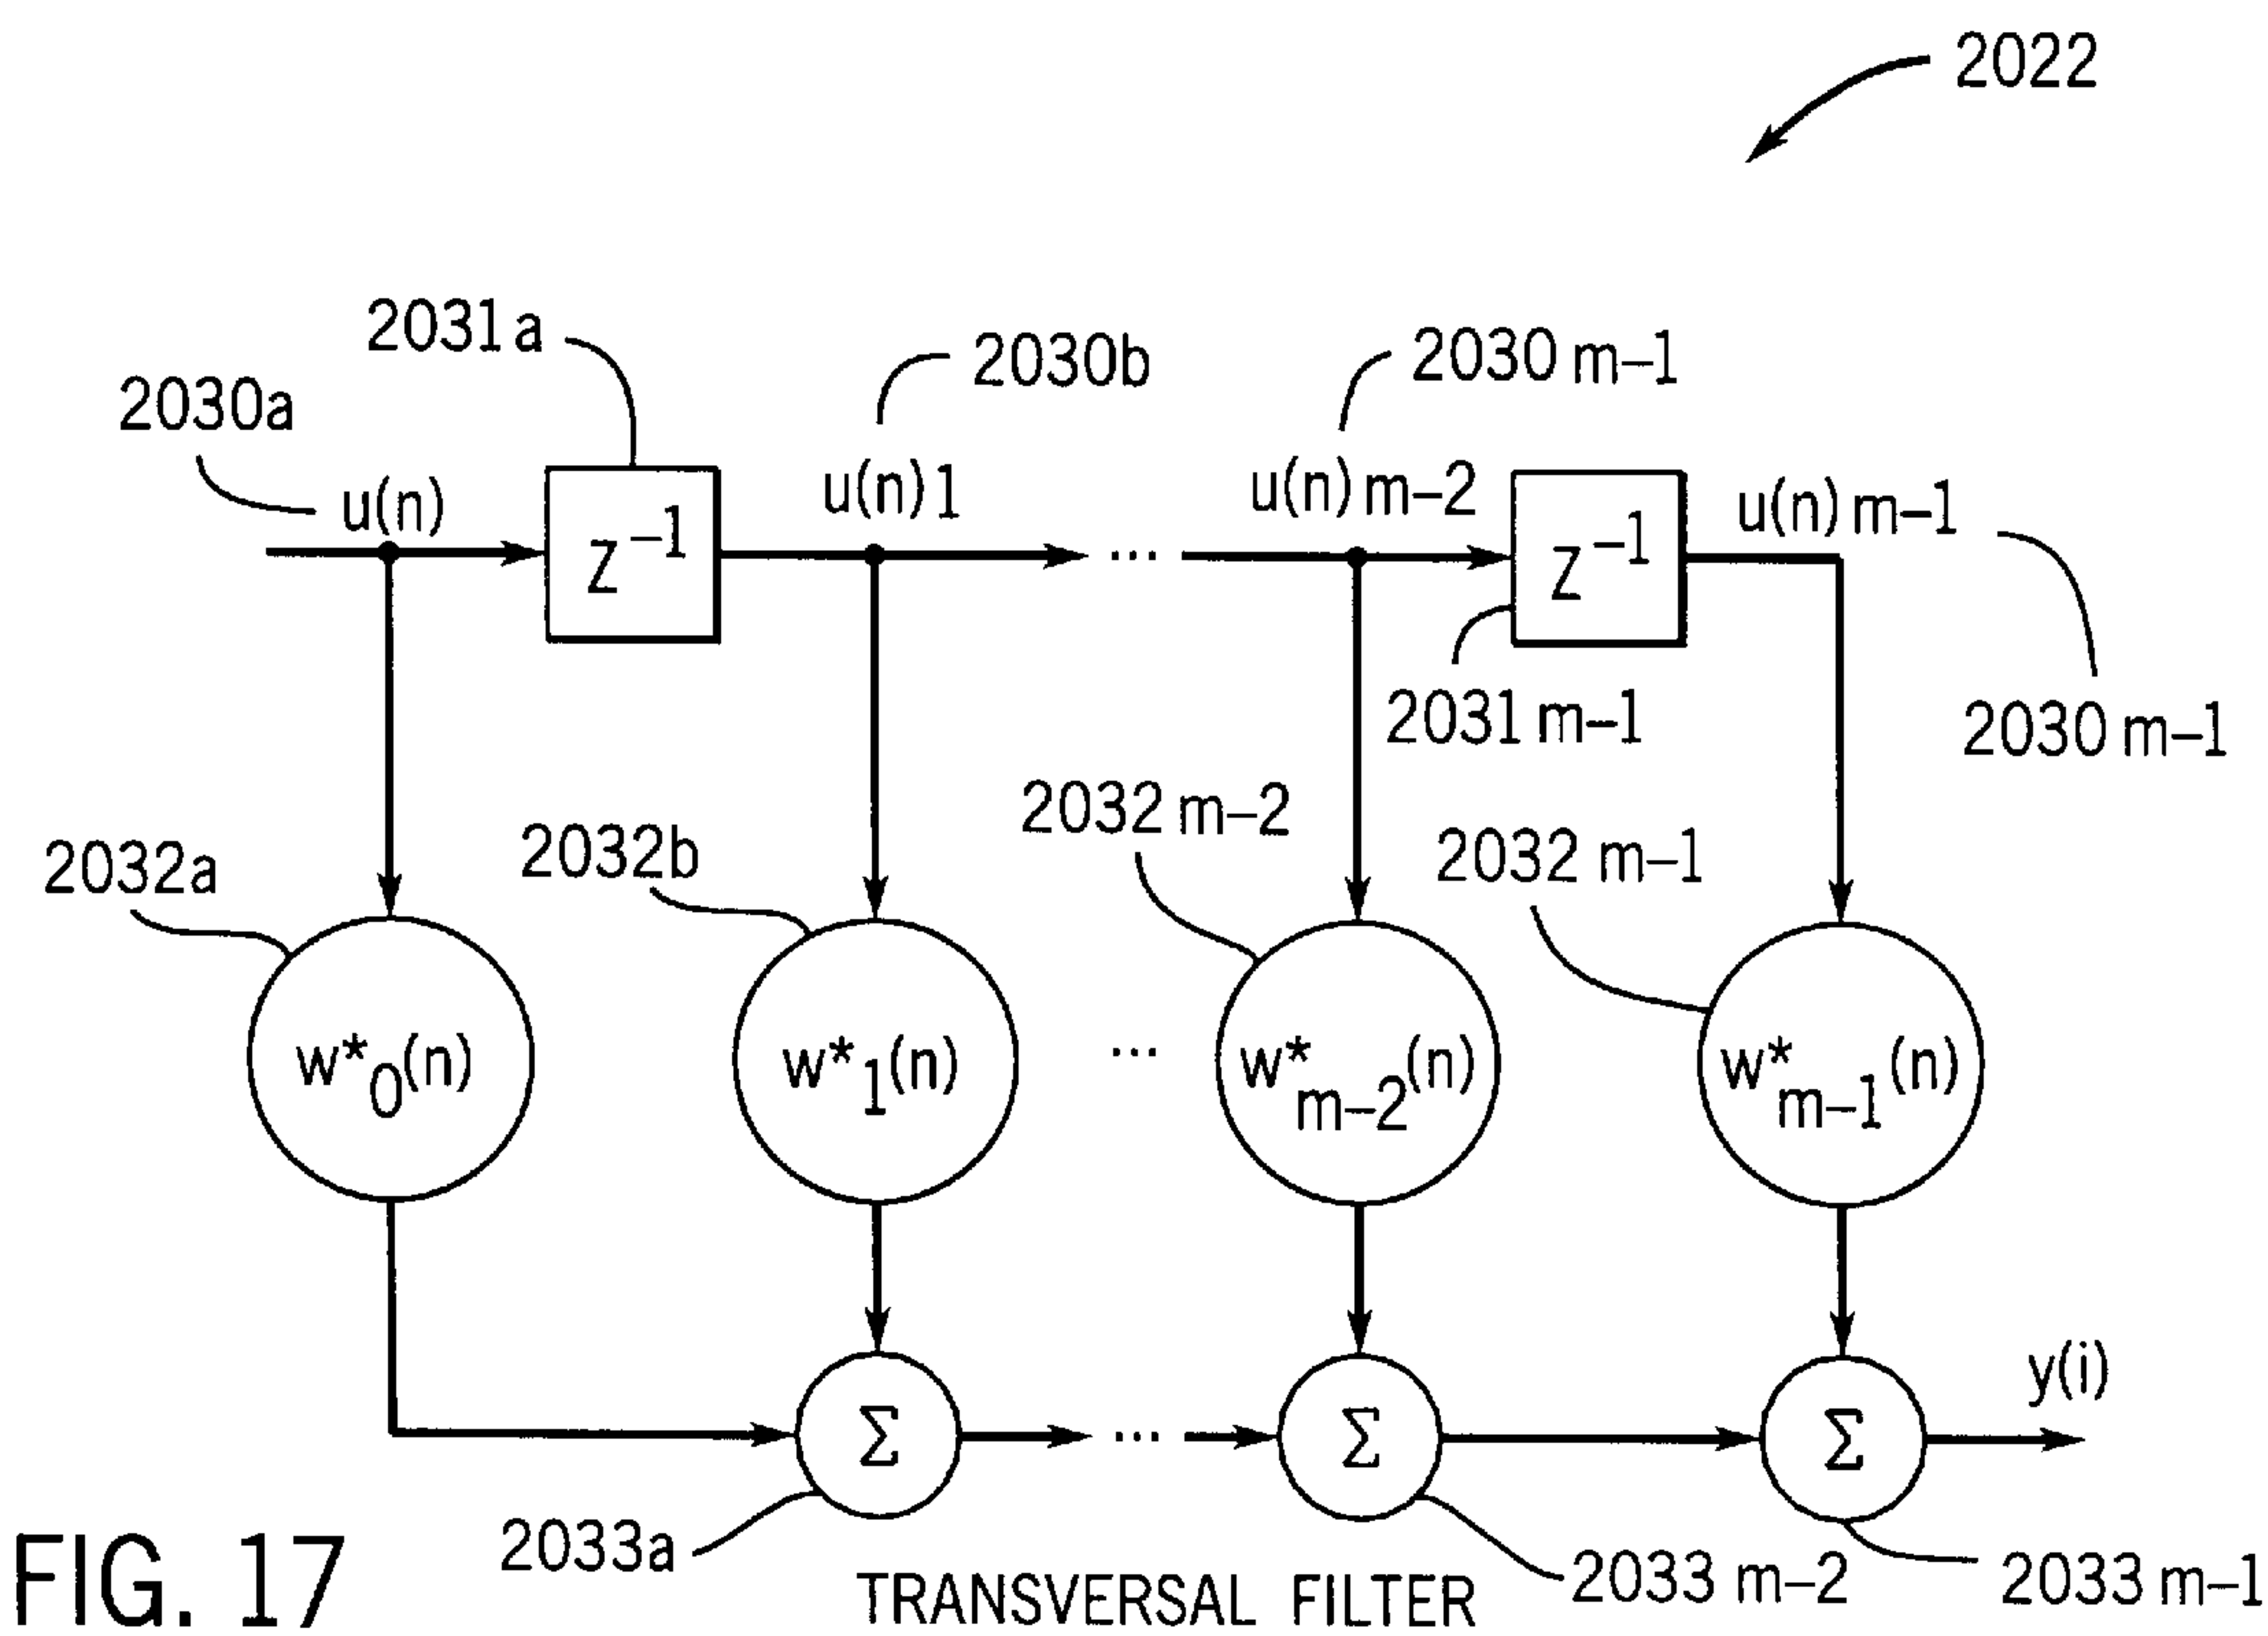 2022
2031a
2030b
2030 m–1
2030a
u(n)
u(n)1
u(n) m–2
u(n) m–1
z⁻¹
z⁻¹
2031 m–1
2030 m–1
2032a
2032b
2032 m–2
2032 m–1
w*₀(n)
w*₁(n)
...
w*ₘ₋₂(n)
w*ₘ₋₁(n)
...
y(i)
Σ
...
Σ
Σ
2033a
2033 m–2
2033 m–1
FIG. 17
TRANSVERSAL FILTER